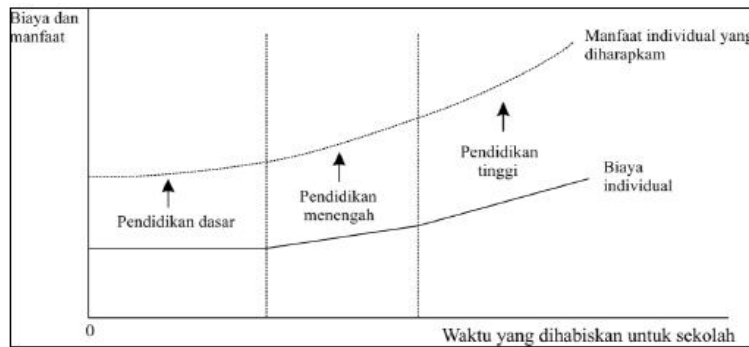 Biaya dan
manfaat
Manfaat individual yang
diharapkam
Pendidikan
tinggi
Biaya
individual
Pendidikan
menengah
Pendidikan dasar
0
Waktu yang dihabiskan untuk sekolah